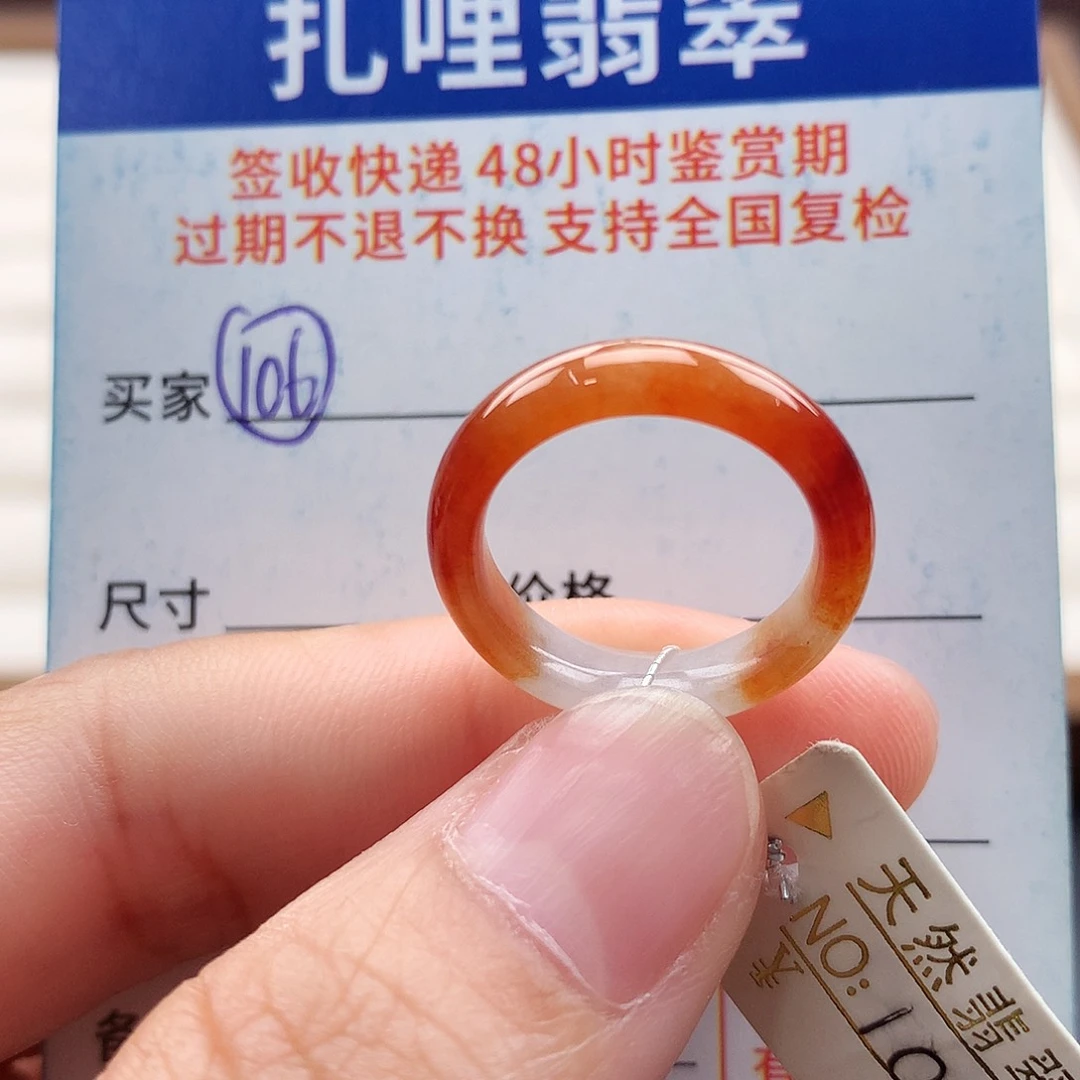 扎哩翡翠
签收快递 48小时鉴赏期
过期不退不换 支持全国复检
买家 106
尺寸 价格
天然翡翠
NO: 10